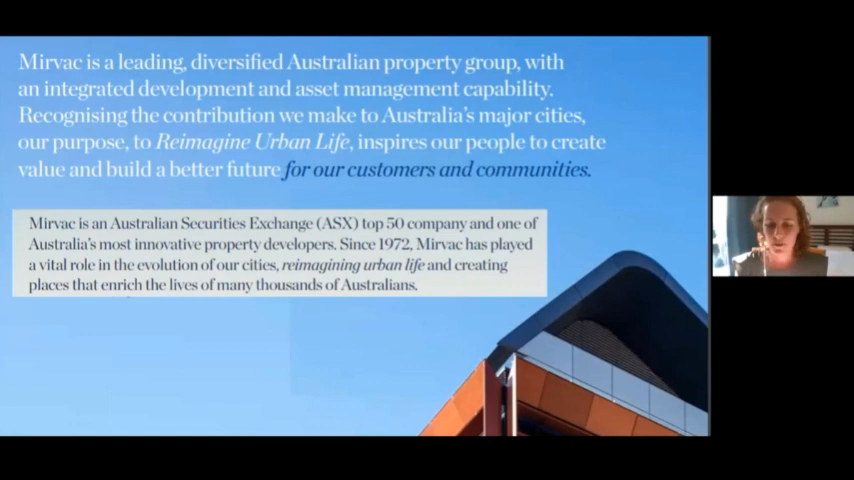 Mirvac is a leading, diversified Australian property group, with
an integrated development and asset management capability.
Recognising the contribution we make to Australia's major cities,
our purpose, to Reimagine Urban Life, inspires our people to create
value and build a better future for our customers and communities.
Mirvac is an Australian Securities Exchange (ASX) top 50 company and one of
Australia's most innovative property developers. Since 1972, Mirvac has played
a vital role in the evolution of our cities, reimagining urban life and creating
places that enrich the lives of many thousands of Australians.